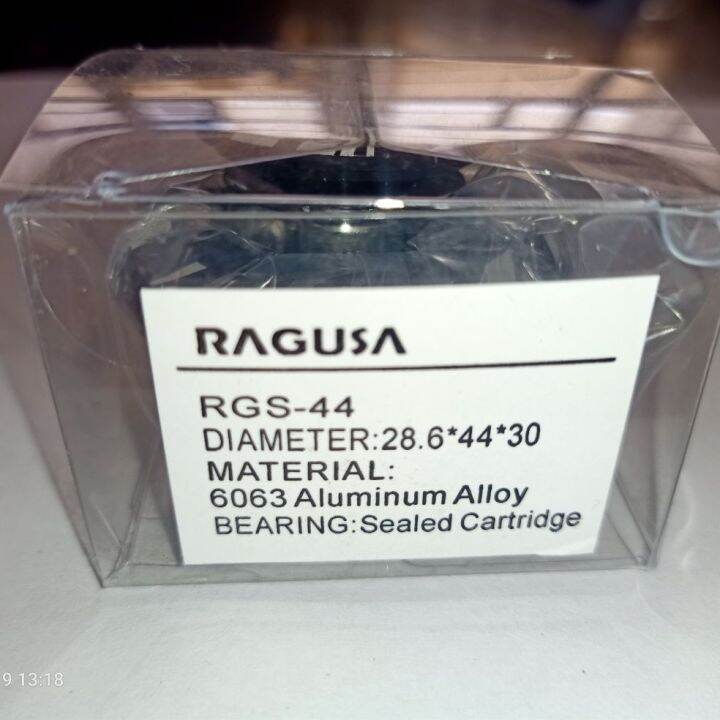 RAGUSA
RGS-44
DIAMETER:28.6*44*30
MATERIAL:
6063 Aluminum Alloy
BEARING:Sealed Cartridge
9 13:18